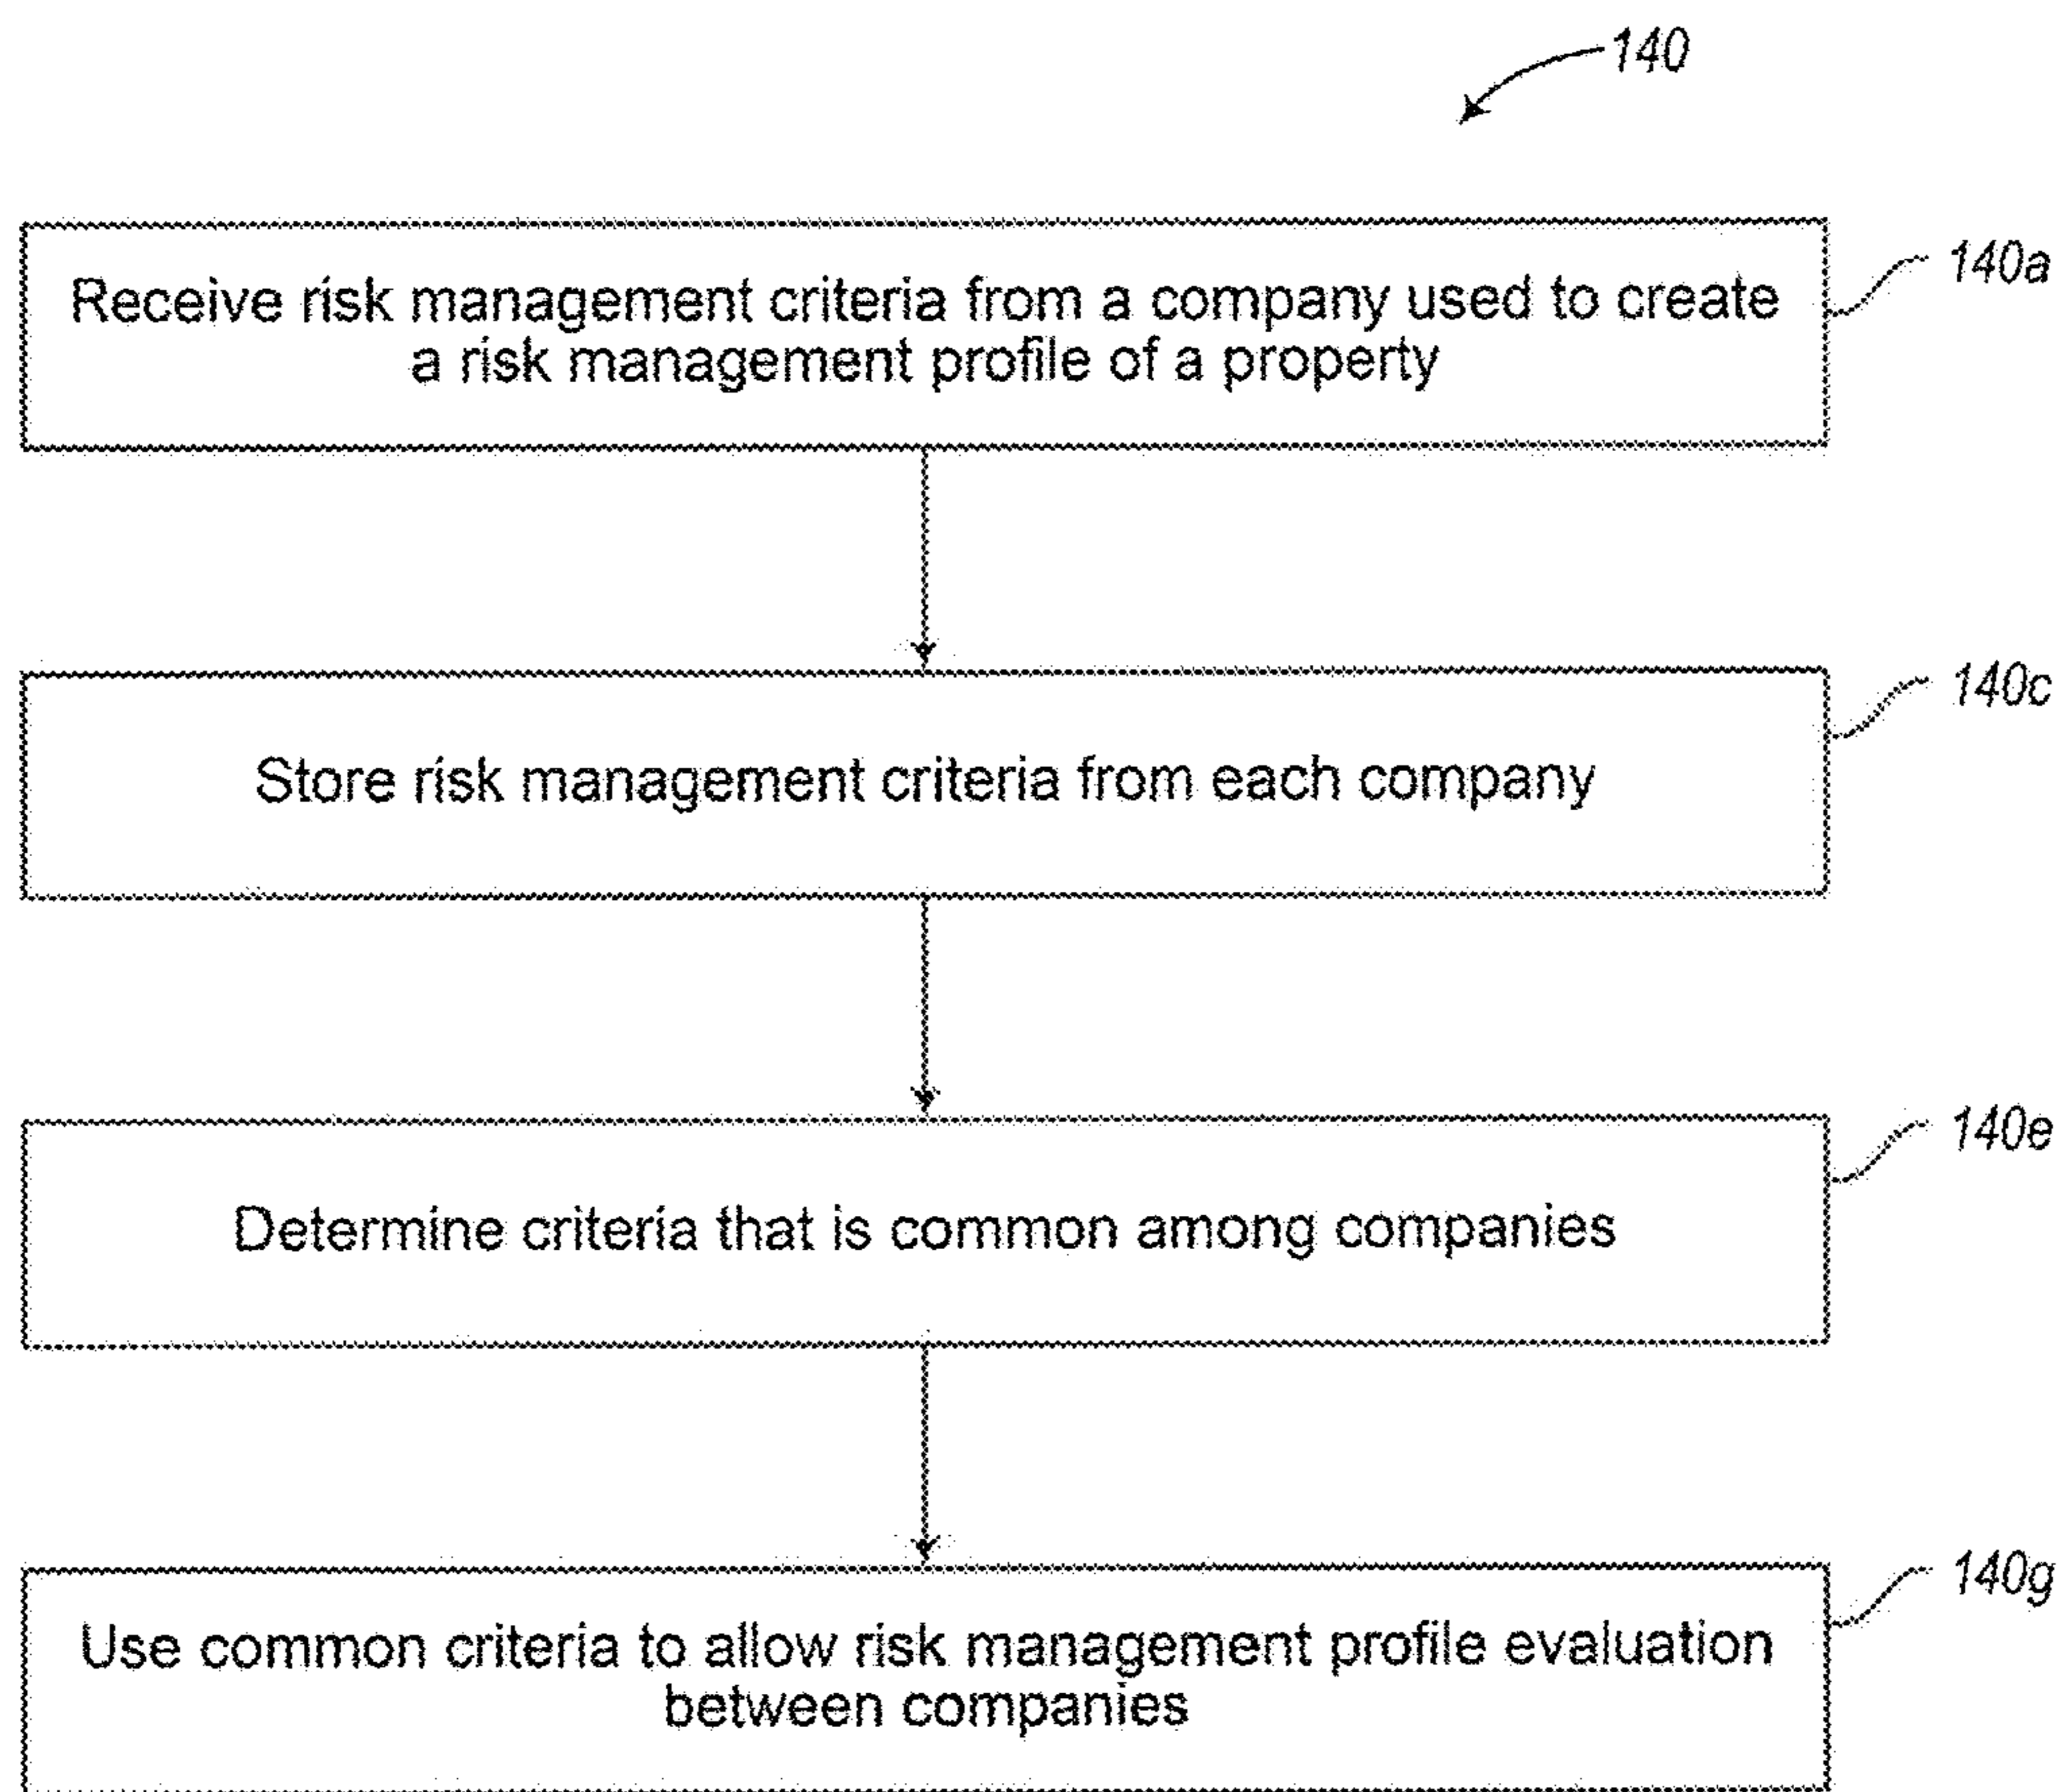 140
Receive risk management criteria from a company used to create
a risk management profile of a property
140a
Store risk management criteria from each company
140c
Determine criteria that is common among companies
140e
Use common criteria to allow risk management profile evaluation
between companies
140g